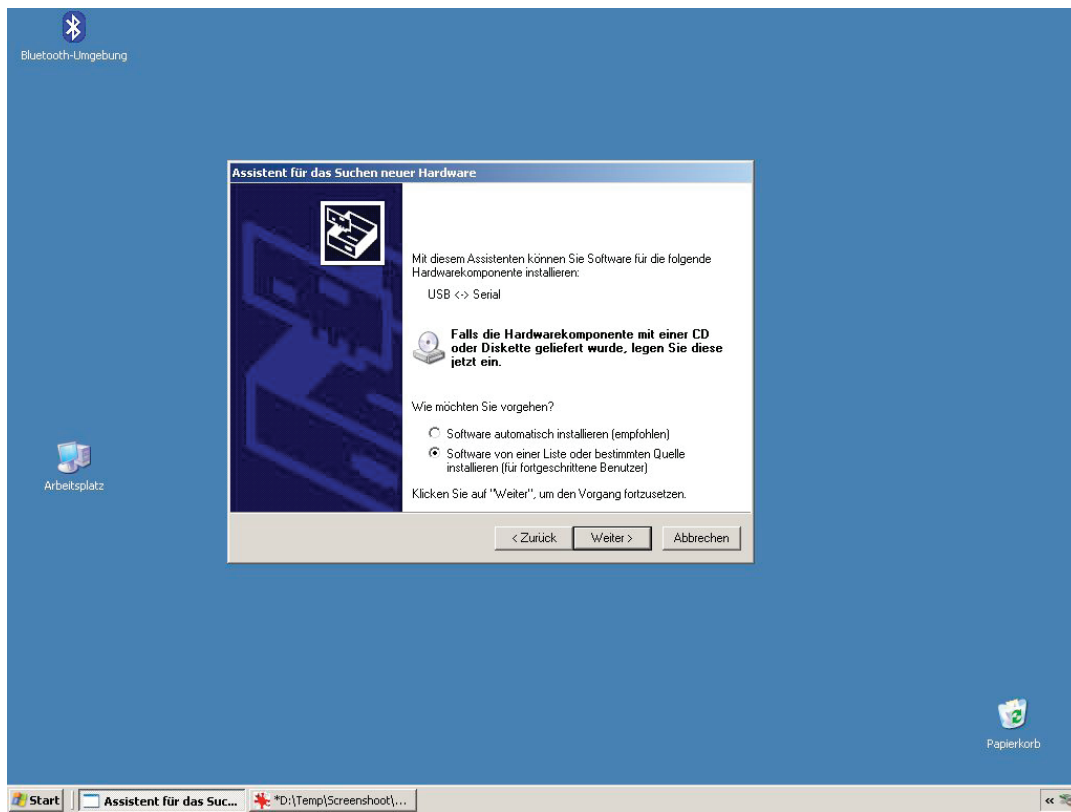 Bluetooth-Umgebung
Assistent für das Suchen neuer Hardware
Mit diesem Assistenten können Sie Software für die folgende
Hardwarekomponente installieren:
USB <-> Serial
Falls die Hardwarekomponente mit einer CD
oder Diskette geliefert wurde, legen Sie diese
jetzt ein.
Wie möchten Sie vorgehen?
Software automatisch installieren (empfohlen)
Software von einer Liste oder bestimmten Quelle
installieren (für fortgeschrittene Benutzer)
Klicken Sie auf "Weiter", um den Vorgang fortzusetzen.
< Zurück
Weiter >
Abbrechen
Arbeitsplatz
Papierkorb
Start
Assistent für das Suc...
*D:\Temp\Screenshoot\...
«